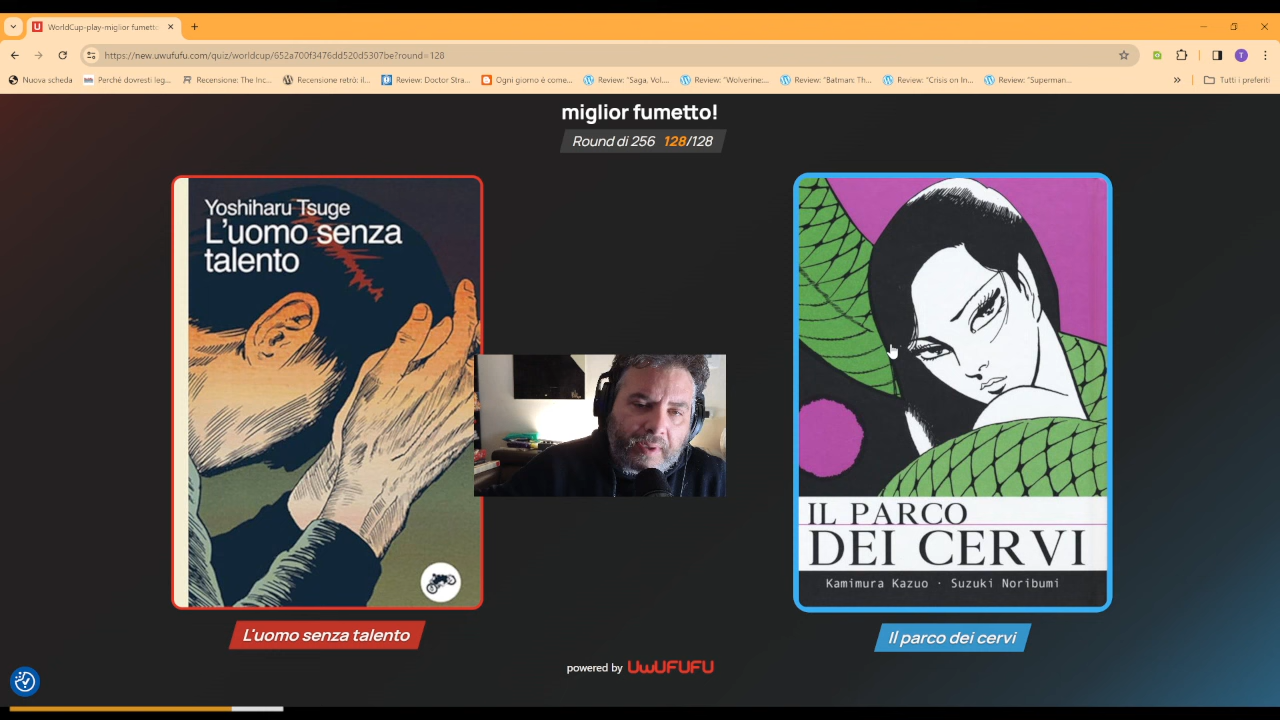 WorldCup-play-miglior fumetto:
https://new.uwufufu.com/quiz/worldcup/652a700f3476dd520d5307be?round=128
T
Nuova scheda
Perché dovresti leg...
Recensione: The Inc...
Recensione retrò: il...
Review: Doctor Stra...
Ogni giorno è come...
Review: "Saga, Vol....
Review: "Wolverine;...
Review: "Batman: Th...
Review: "Crisis on In...
Review: "Superman...
Tutti i preferiti
miglior fumetto!
Round di 256 128/128
Yoshiharu Tsuge
L'uomo senza
talento
IL PARCO
DEI CERVI
Kamimura Kazuo · Suzuki Noribumi
L'uomo senza talento
Il parco dei cervi
powered by UwUFUFU